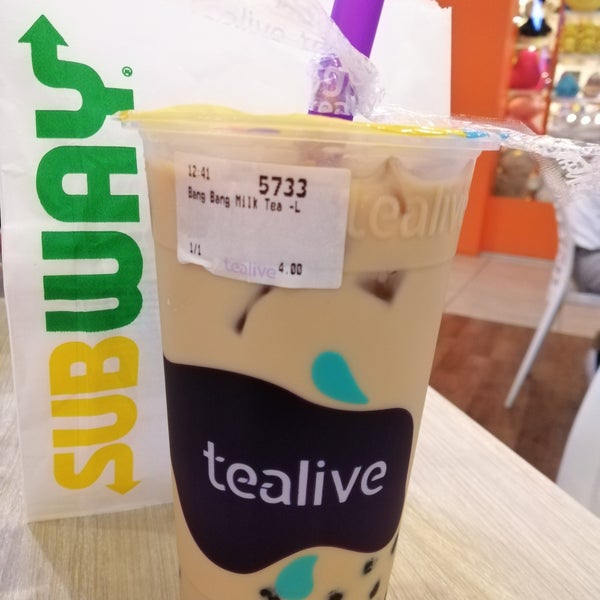 SUBWAY®
12:41 5733
Bang Bang Milk Tea -L
1/1
tealive 4.00
tealive
tealive